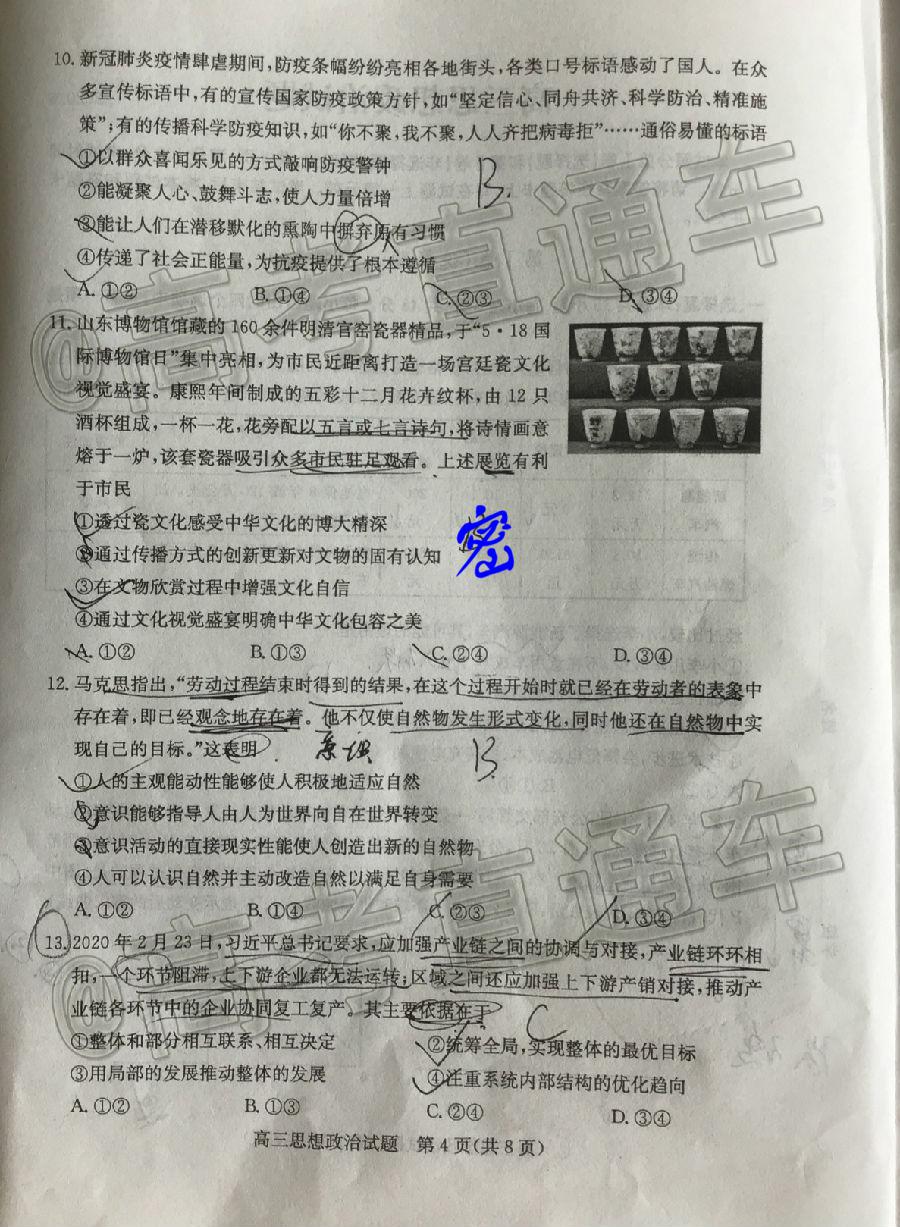 10. 新冠肺炎疫情肆虐期间,防疫条幅纷纷亮相各地街头,各类口号标语感动了国人。在众
多宣传标语中,有的宣传国家防疫政策方针,如“坚定信心、同舟共济、科学防治、精准施
策”;有的传播科学防疫知识,如“你不聚,我不聚,人人齐把病毒拒”……通俗易懂的标语
①以群众喜闻乐见的方式敲响防疫警钟
②能凝聚人心、鼓舞斗志,使人力量倍增
B.
③能让人们在潜移默化的熏陶中摒弃原有习惯
④传递了社会正能量,为抗疫提供了根本遵循
A. ①② B. ①④ C. ②③ D. ③④
11. 山东博物馆馆藏的 160 余件明清官窑瓷器精品,于“5·18 国
际博物馆日”集中亮相,为市民近距离打造一场宫廷瓷文化
视觉盛宴。康熙年间制成的五彩十二月花卉纹杯,由 12 只
酒杯组成,一杯一花,花旁配以五言或七言诗句,将诗情画意
熔于一炉,该套瓷器吸引众多市民驻足观看。上述展览有利
于市民
①透过瓷文化感受中华文化的博大精深
密
②通过传播方式的创新更新对文物的固有认知
③在文物欣赏过程中增强文化自信
④通过文化视觉盛宴明确中华文化包容之美
A. ①② B. ①③ C. ②④ D. ③④
12. 马克思指出,“劳动过程结束时得到的结果,在这个过程开始时就已经在劳动者的表象中
存在着,即已经观念地存在着。他不仅使自然物发生形式变化,同时他还在自然物中实
现自己的目标。”这表明
B.
①人的主观能动性能够使人积极地适应自然
②意识能够指导人由人为世界向自在世界转变
③意识活动的直接现实性能使人创造出新的自然物
④人可以认识自然并主动改造自然以满足自身需要
A. ①② B. ①④ C. ②③ D. ③④
13. 2020 年 2 月 23 日,习近平总书记要求,应加强产业链之间的协调与对接,产业链环环相
扣,一个环节阻滞,上下游企业都无法运转;区域之间还应加强上下游产销对接,推动产
业链各环节中的企业协同复工复产。其主要依据在于
C
①整体和部分相互联系、相互决定 ②统筹全局,实现整体的最优目标
③用局部的发展推动整体的发展 ④注重系统内部结构的优化趋向
A. ①② B. ①③ C. ②④ D. ③④
高三思想政治试题 第 4 页(共 8 页)
@高考直通车
@高考直通车